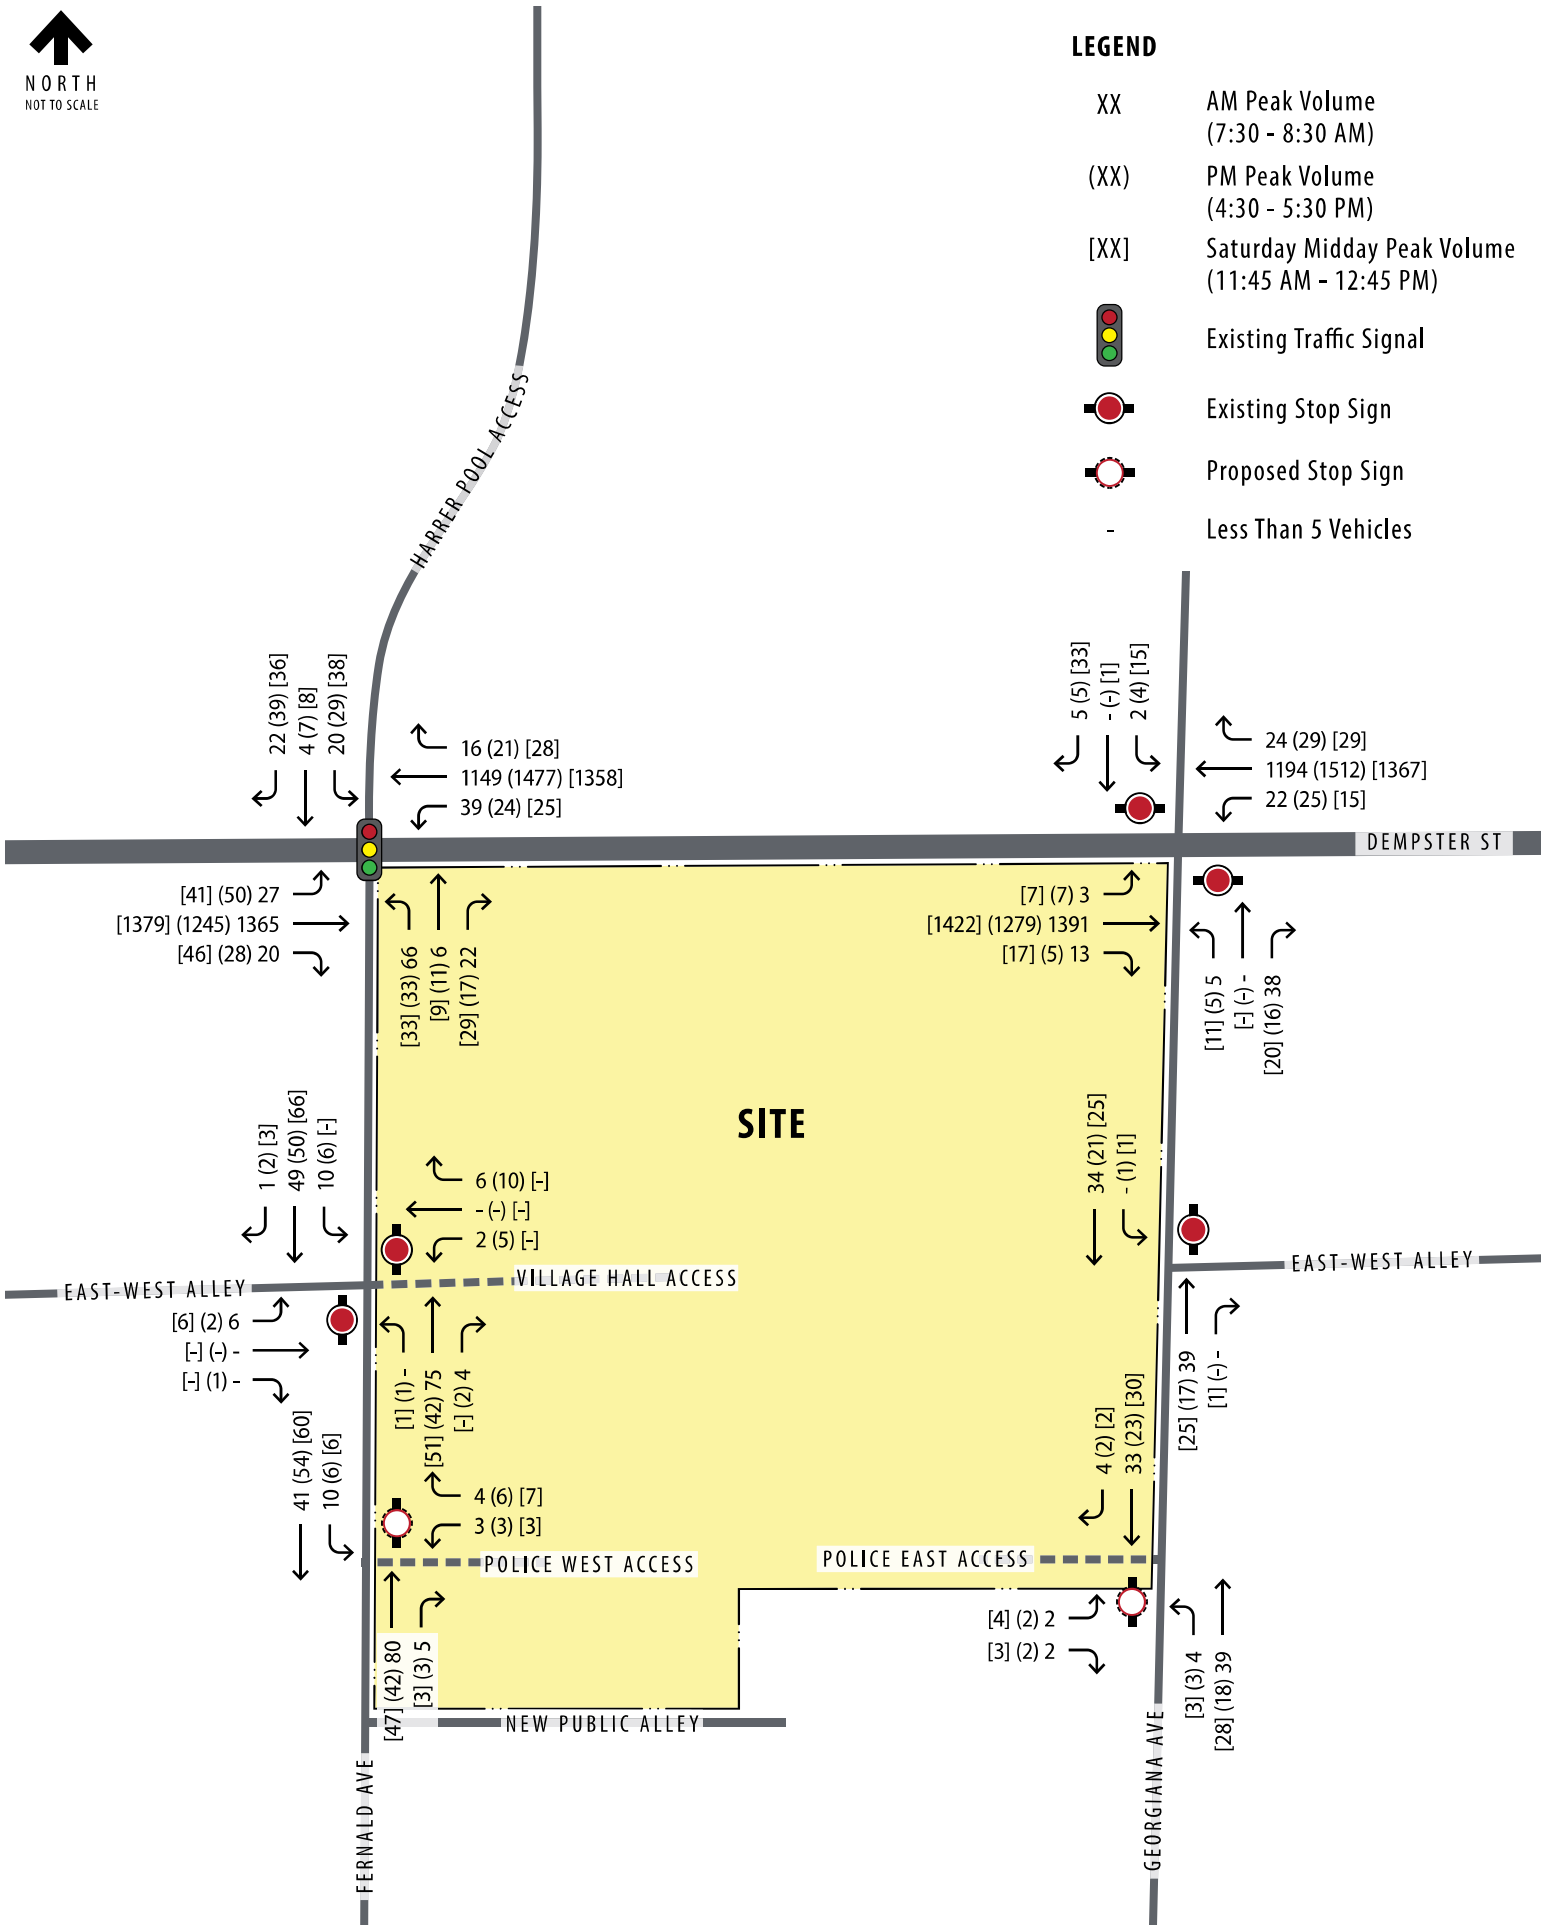 NORTH
NOT TO SCALE
LEGEND
XX AM Peak Volume
(7:30 - 8:30 AM)
(XX) PM Peak Volume
(4:30 - 5:30 PM)
[XX] Saturday Midday Peak Volume
(11:45 AM - 12:45 PM)
Existing Traffic Signal
Existing Stop Sign
Proposed Stop Sign
- Less Than 5 Vehicles
HARRER POOL ACCESS
22 (39) [36]
4 (7) [8]
20 (29) [38]
16 (21) [28]
1149 (1477) [1358]
39 (24) [25]
5 (5) [33]
- (-) [1]
2 (4) [15]
24 (29) [29]
1194 (1512) [1367]
22 (25) [15]
DEMPSTER ST
[41] (50) 27
[1379] (1245) 1365
[46] (28) 20
[33] (33) 66
[9] (11) 6
[29] (17) 22
[7] (7) 3
[1422] (1279) 1391
[17] (5) 13
[11] (5) 5
[-] (-) -
[20] (16) 38
SITE
1 (2) [3]
49 (50) [66]
10 (6) [-]
6 (10) [-]
- (-) [-]
2 (5) [-]
34 (21) [25]
- (1) [1]
EAST-WEST ALLEY
VILLAGE HALL ACCESS
EAST-WEST ALLEY
[6] (2) 6
[-] (-) -
[-] (1) -
[1] (1) -
[51] (42) 75
[-] (2) 4
[25] (17) 39
[1] (-) -
41 (54) [60]
10 (6) [6]
4 (6) [7]
3 (3) [3]
4 (2) [2]
33 (23) [30]
POLICE WEST ACCESS
POLICE EAST ACCESS
[47] (42) 80
[3] (3) 5
[4] (2) 2
[3] (2) 2
[3] (3) 4
[28] (18) 39
NEW PUBLIC ALLEY
FERNALD AVE
GEORGIANA AVE